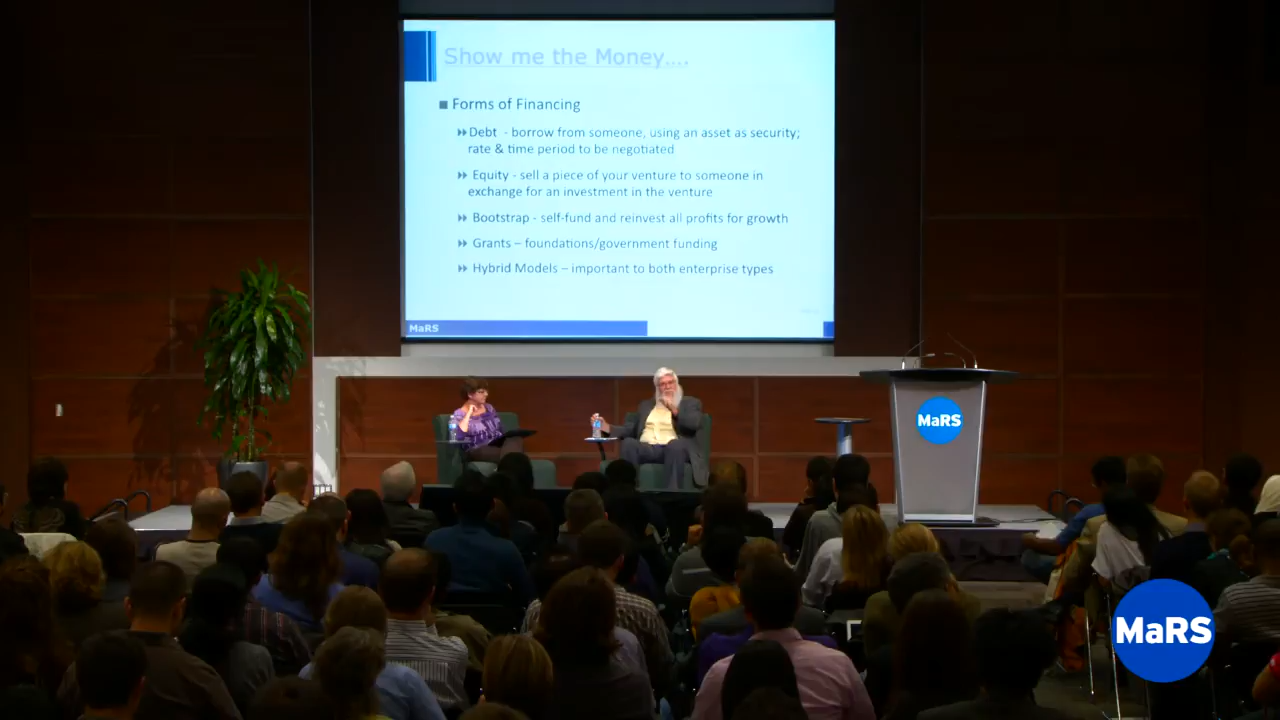 Show me the Money....
Forms of Financing
Debt - borrow from someone, using an asset as security;
rate & time period to be negotiated
Equity - sell a piece of your venture to someone in
exchange for an investment in the venture
Bootstrap - self-fund and reinvest all profits for growth
Grants – foundations/government funding
Hybrid Models – important to both enterprise types
MaRS
MaRS
MaRS